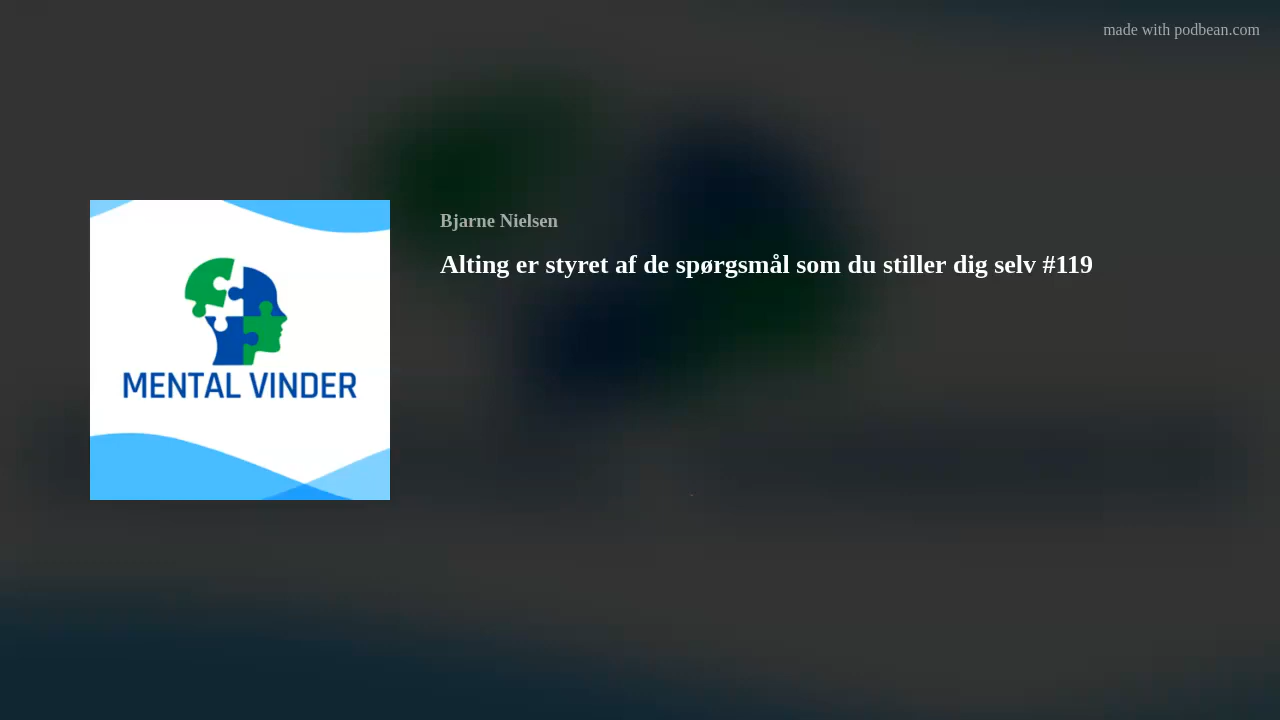 made with podbean.com
Bjarne Nielsen
Alting er styret af de spørgsmål som du stiller dig selv #119
MENTAL VINDER